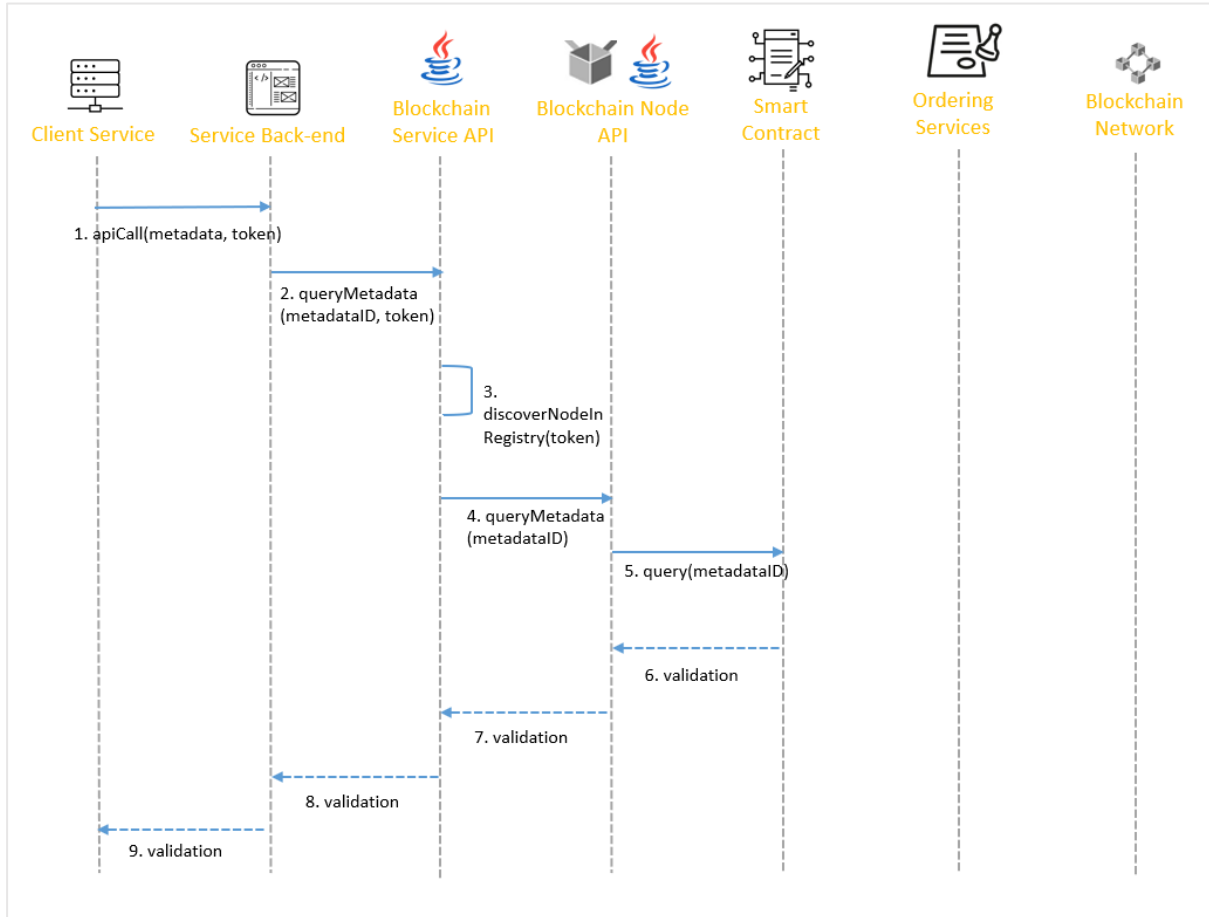 Client Service
Service Back-end
Blockchain
Service API
Blockchain Node
API
Smart
Contract
Ordering
Services
Blockchain
Network
1. apiCall(metadata, token)
2. queryMetadata
(metadataID, token)
3.
discoverNodeIn
Registry(token)
4. queryMetadata
(metadataID)
5. query(metadataID)
6. validation
7. validation
8. validation
9. validation